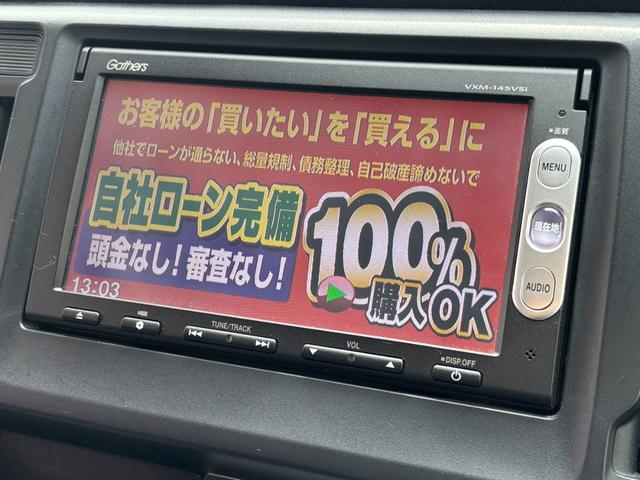 Gathers
VXM-145VSi
お客様の「買いたい」を「買える」に
他社でローンが通らない、総量規制、債務整理、自己破産諦めないで
自社ローン完備
頭金なし!審査なし!
100%
購入OK
13:03
画質
MENU
現在地
AUDIO
TUNE/TRACK
VOL
DISP.OFF